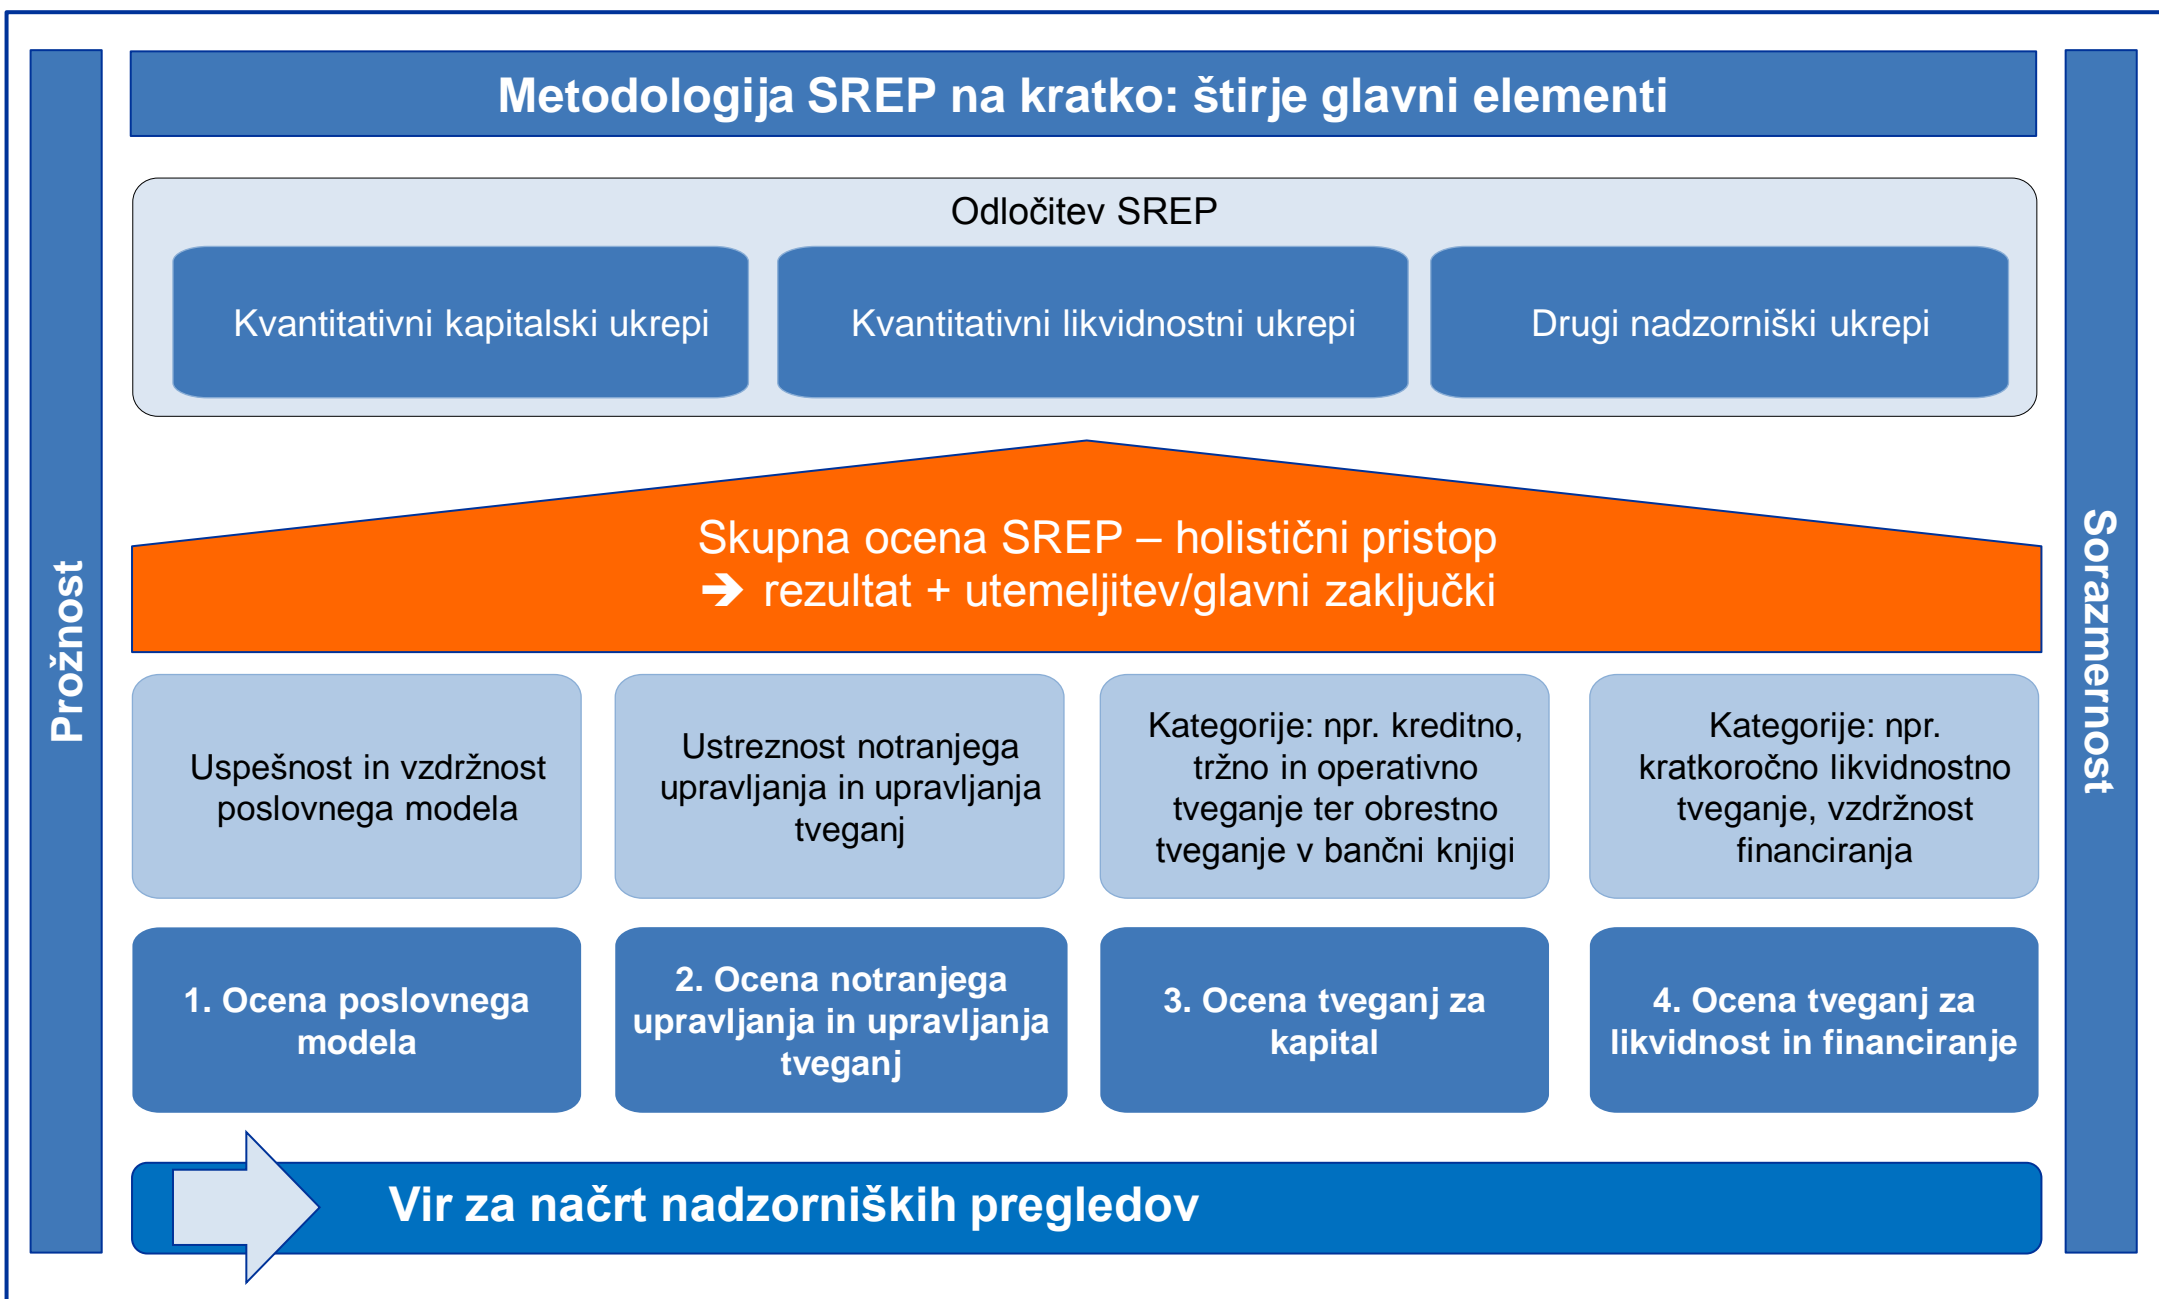 Metodologija SREP na kratko: štirje glavni elementi
Prožnost
Sorazmernost
Odločitev SREP
Kvantitativni kapitalski ukrepi
Kvantitativni likvidnostni ukrepi
Drugi nadzorniški ukrepi
Skupna ocena SREP – holistični pristop
➔ rezultat + utemeljitev/glavni zaključki
Uspešnost in vzdržnost
poslovnega modela
Ustreznost notranjega
upravljanja in upravljanja
tveganj
Kategorije: npr. kreditno,
tržno in operativno
tveganje ter obrestno
tveganje v bančni knjigi
Kategorije: npr.
kratkoročno likvidnostno
tveganje, vzdržnost
financiranja
1. Ocena poslovnega
modela
2. Ocena notranjega
upravljanja in upravljanja
tveganj
3. Ocena tveganj za
kapital
4. Ocena tveganj za
likvidnost in financiranje
Vir za načrt nadzorniških pregledov